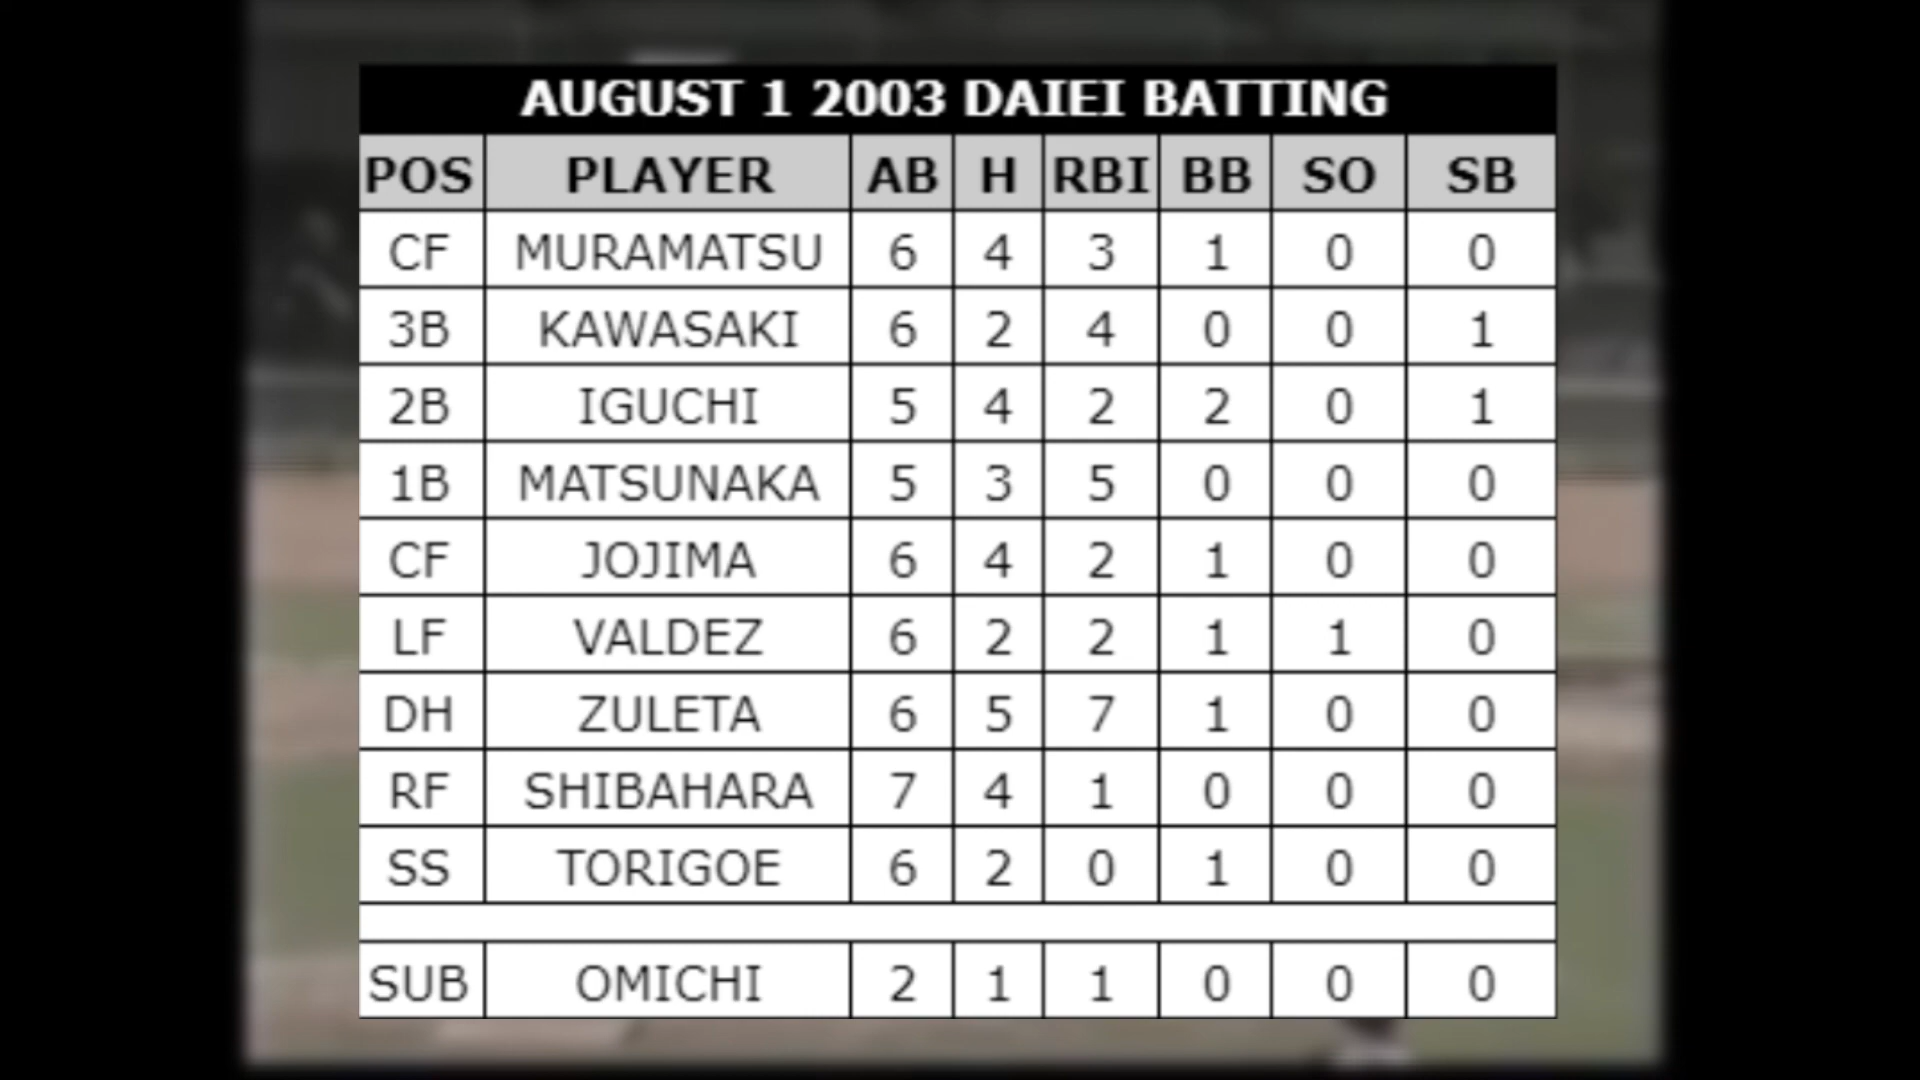 AUGUST 1 2003 DAIEI BATTING
POS PLAYER AB H RBI BB SO SB
CF MURAMATSU 6 4 3 1 0 0
3B KAWASAKI 6 2 4 0 0 1
2B IGUCHI 5 4 2 2 0 1
1B MATSUNAKA 5 3 5 0 0 0
CF JOJIMA 6 4 2 1 0 0
LF VALDEZ 6 2 2 1 1 0
DH ZULETA 6 5 7 1 0 0
RF SHIBAHARA 7 4 1 0 0 0
SS TORIGOE 6 2 0 1 0 0
SUB OMICHI 2 1 1 0 0 0